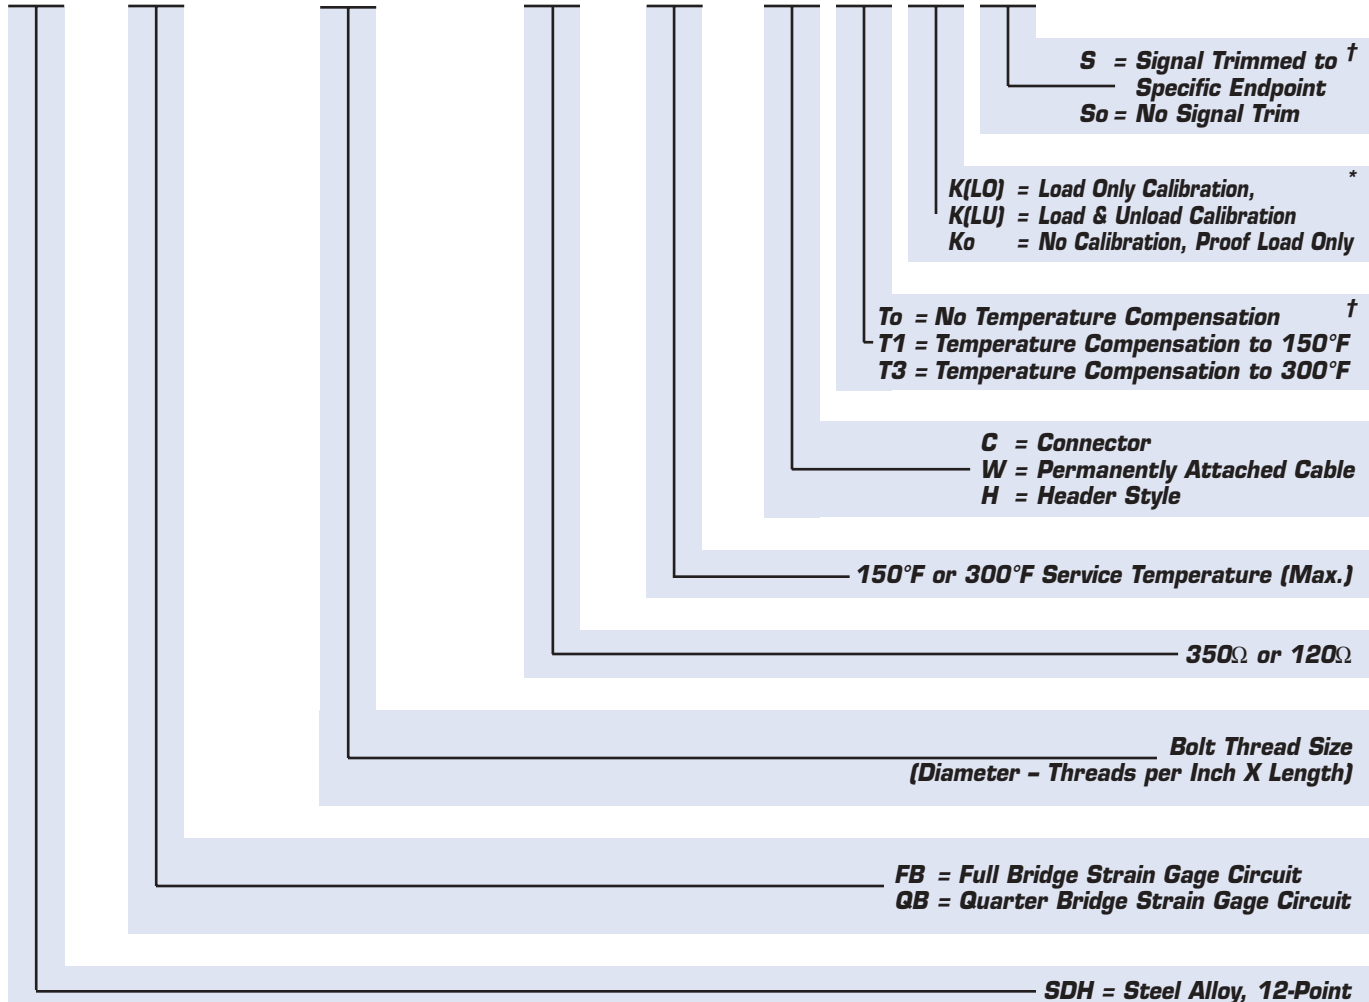 S = Signal Trimmed to †
Specific Endpoint
So = No Signal Trim
*
K(LO) = Load Only Calibration,
K(LU) = Load & Unload Calibration
Ko = No Calibration, Proof Load Only
To = No Temperature Compensation †
T1 = Temperature Compensation to 150°F
T3 = Temperature Compensation to 300°F
C = Connector
W = Permanently Attached Cable
H = Header Style
150°F or 300°F Service Temperature (Max.)
350Ω or 120Ω
Bolt Thread Size
(Diameter – Threads per Inch X Length)
FB = Full Bridge Strain Gage Circuit
QB = Quarter Bridge Strain Gage Circuit
SDH = Steel Alloy, 12-Point